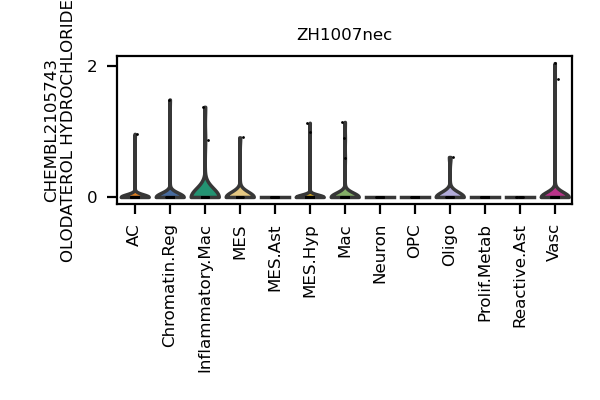 ZH1007nec
CHEMBL2105743
OLODATEROL HYDROCHLORIDE
2
0
AC
Chromatin.Reg
Inflammatory.Mac
MES
MES.Ast
MES.Hyp
Mac
Neuron
OPC
Oligo
Prolif.Metab
Reactive.Ast
Vasc